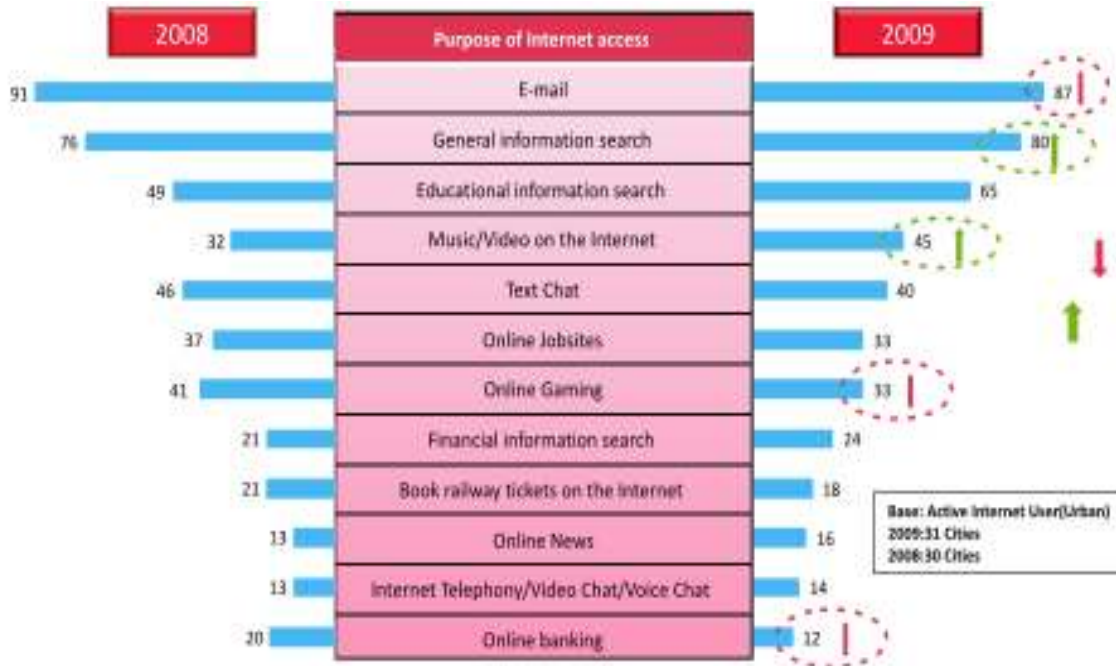 2008 Purpose of Internet access 2009
91 E-mail 87
76 General information search 80
49 Educational information search 65
32 Music/Video on the Internet 45
46 Text Chat 40
37 Online Jobsites 33
41 Online Gaming 33
21 Financial information search 24
21 Book railway tickets on the Internet 18
13 Online News 16
13 Internet Telephony/Video Chat/Voice Chat 14
20 Online banking 12
Base: Active Internet User(Urban)
2009:31 Cities
2008:30 Cities